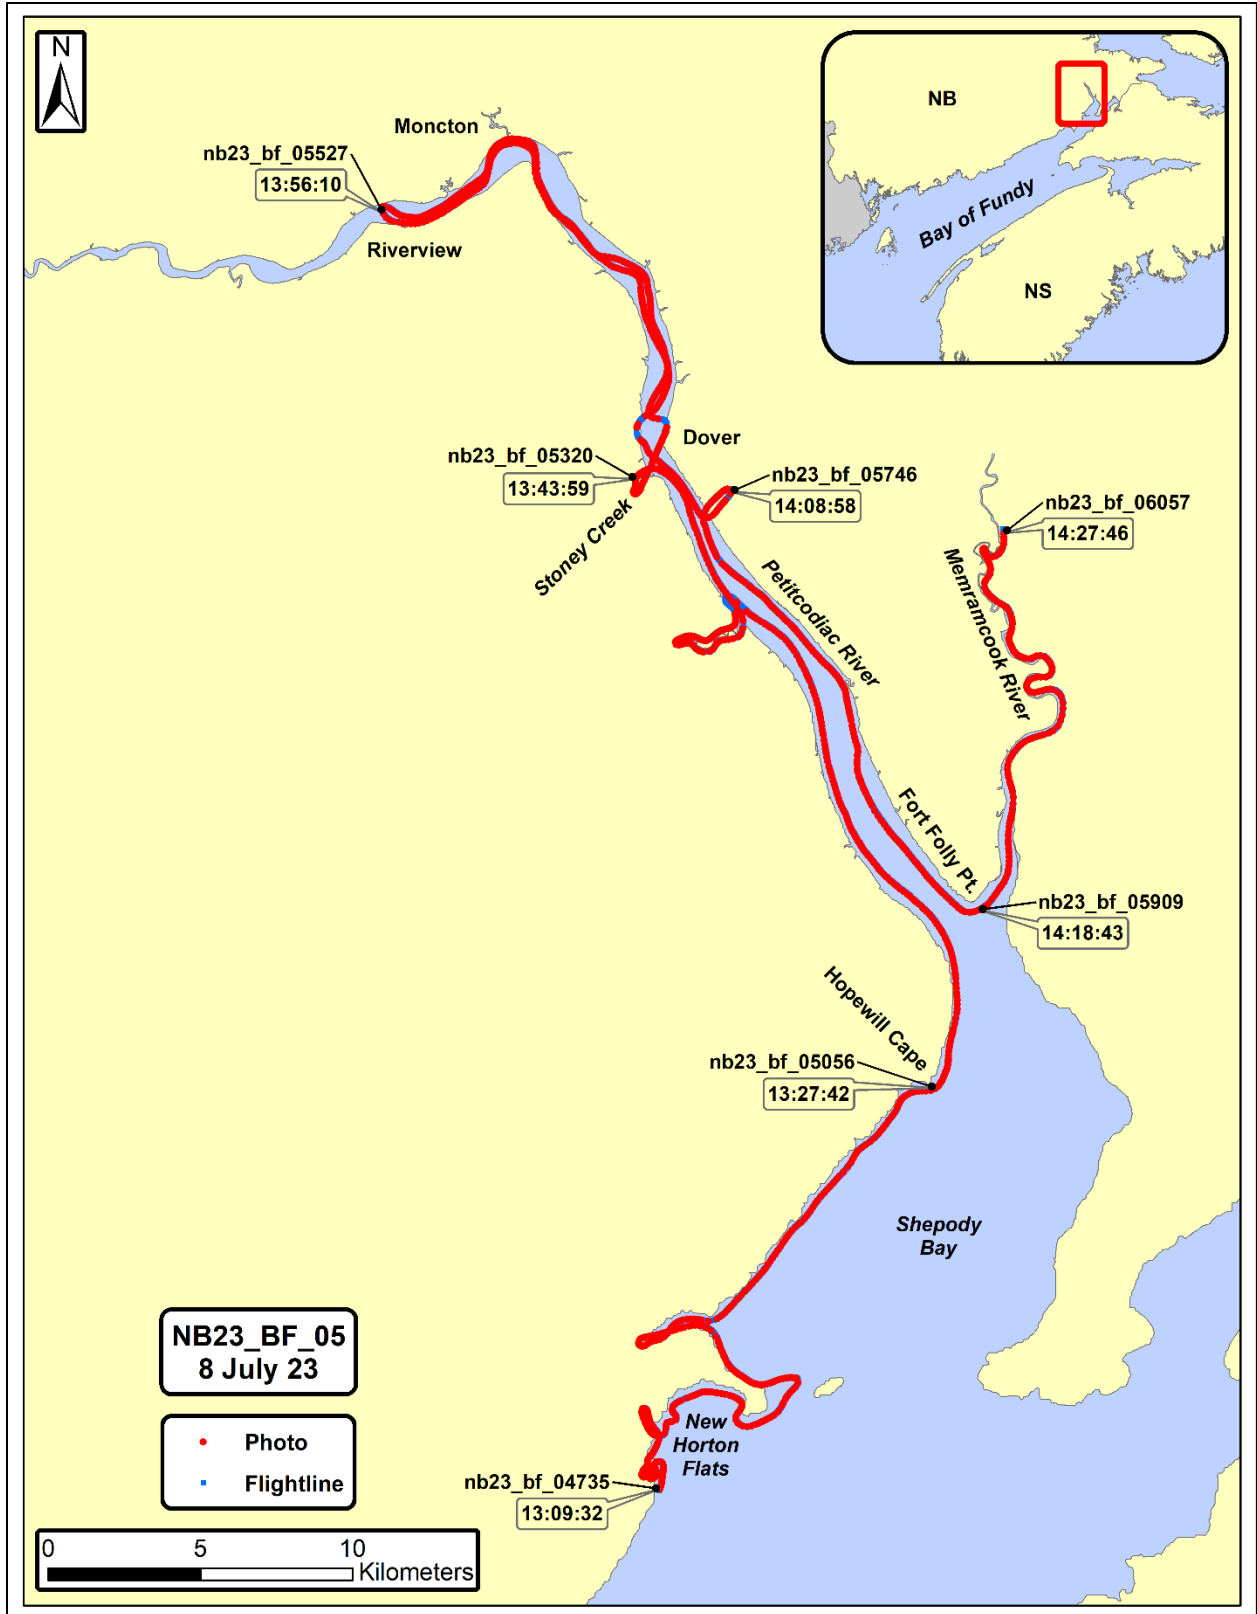 N
NB
Bay of Fundy
NS
Moncton
nb23_bf_05527
13:56:10
Riverview
Dover
nb23_bf_05320
13:43:59
Stoney Creek
nb23_bf_05746
14:08:58
nb23_bf_06057
14:27:46
Memramcook River
Petitcodiac River
Fort Folly Pt.
nb23_bf_05909
14:18:43
Hopewill Cape
nb23_bf_05056
13:27:42
Shepody
Bay
NB23_BF_05
8 July 23
Photo
Flightline
New
Horton
Flats
nb23_bf_04735
13:09:32
0 5 10
Kilometers